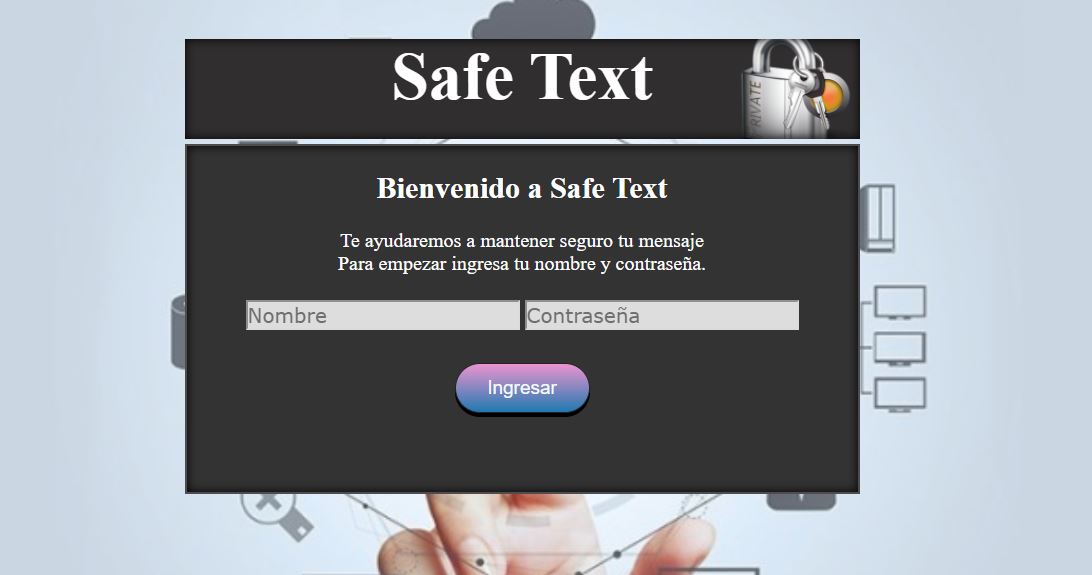 Safe Text
PRIVATE
Bienvenido a Safe Text
Te ayudaremos a mantener seguro tu mensaje
Para empezar ingresa tu nombre y contraseña.
Nombre Contraseña
Ingresar